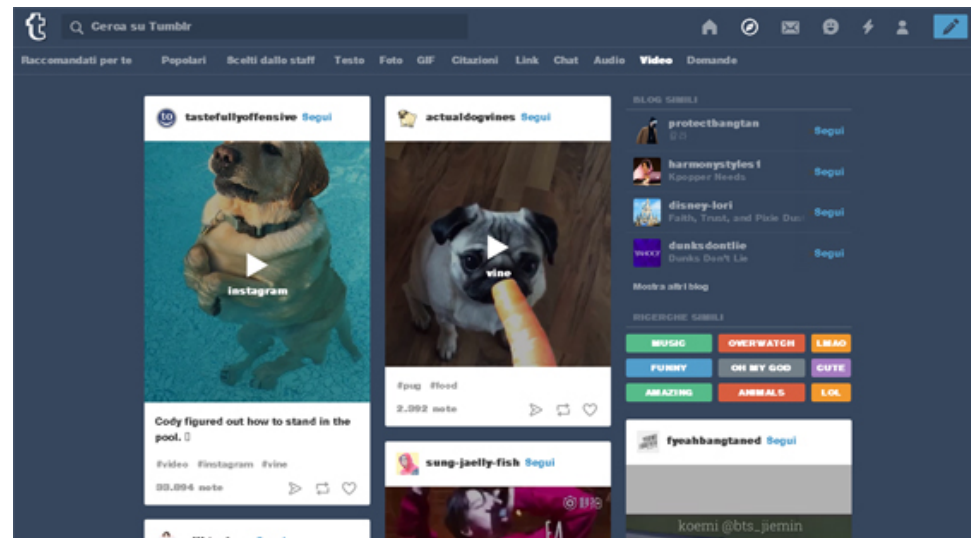 Cerca su Tumblr
Raccomandati per te Popolari Scelti dallo staff Testo Foto GIF Citazioni Link Chat Audio Video Domande
tastefullyoffensive Segui
instagram
Cody figured out how to stand in the
pool.
#video #instagram #vine
33.894 note
actualdogvines Segui
vine
#pug #food
2.092 note
sung-jaelly-fish Segui
BLOG SIMILI
protectbangtan
Segui
harmonystyles1
Kpopper Needs
Segui
disney-lori
Faith, Trust, and Pixie Dus
Segui
YAHOO!
dunksdontlie
Dunks Don't Lie
Segui
Mostra altri blog
RICERCHE SIMILI
MUSIC OVERWATCH LMAO
FUNNY OH MY GOD CUTE
AMAZING ANIMALS LOL
fyeahbangtaned Segui
koemi @bts_jiemin